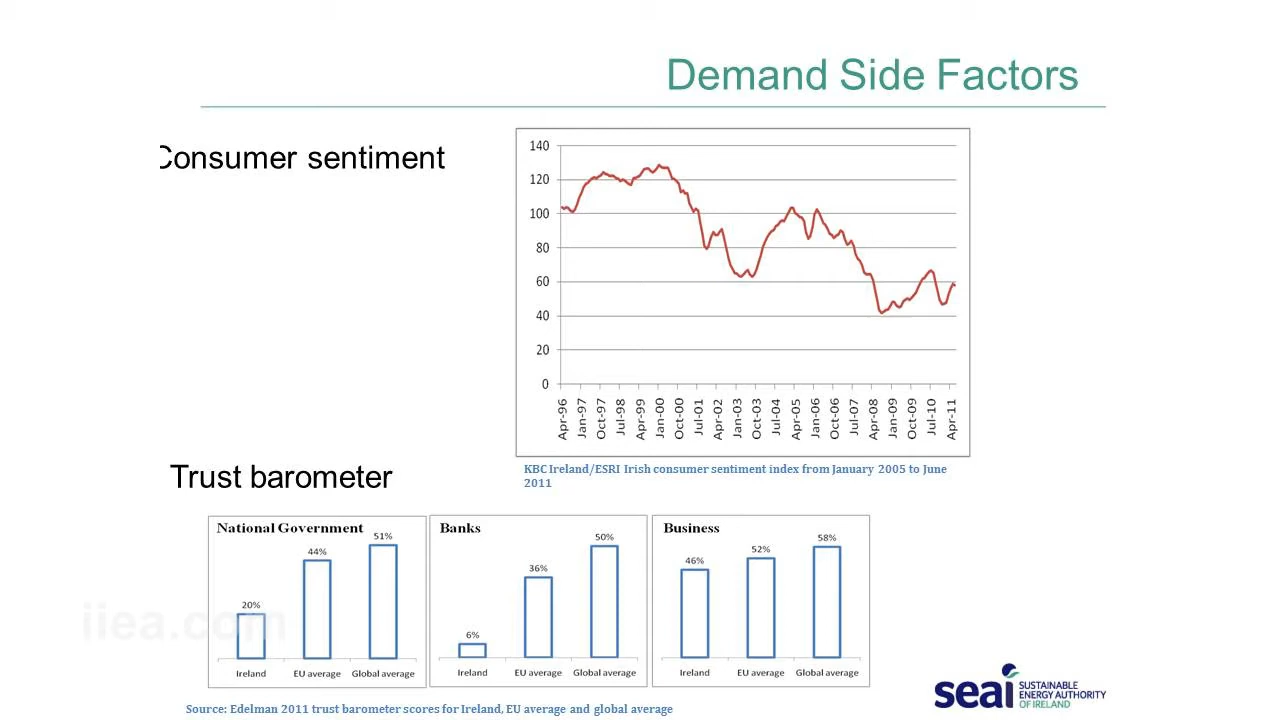 Demand Side Factors
Consumer sentiment
140
120
100
80
60
40
20
0
Apr-96
Jan-97
Oct-97
Jul-98
Apr-99
Jan-00
Oct-00
Jul-01
Apr-02
Jan-03
Oct-03
Jul-04
Apr-05
Jan-06
Oct-06
Jul-07
Apr-08
Jan-09
Oct-09
Jul-10
Apr-11
KBC Ireland/ESRI Irish consumer sentiment index from January 2005 to June
2011
Trust barometer
National Government
20%
44%
51%
Ireland
EU average
Global average
Banks
6%
36%
50%
Ireland
EU average
Global average
Business
46%
52%
58%
Ireland
EU average
Global average
iiea.com
Source: Edelman 2011 trust barometer scores for Ireland, EU average and global average
seai
SUSTAINABLE
ENERGY AUTHORITY
OF IRELAND